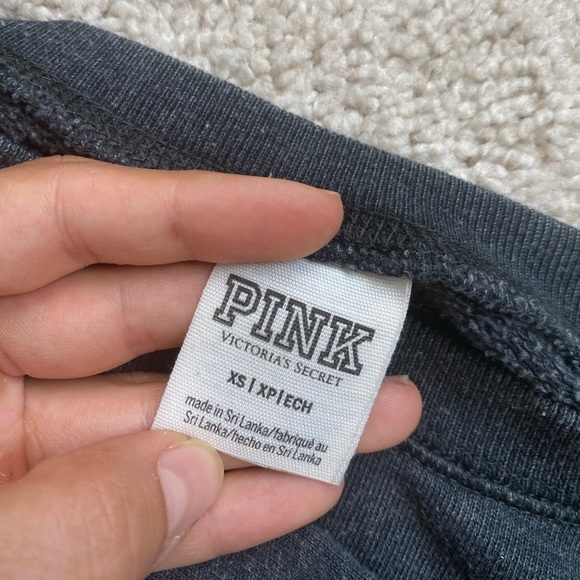 PINK
VICTORIA'S SECRET
XS | XP | ECH
made in Sri Lanka/fabriqué au
Sri Lanka/hecho en Sri Lanka